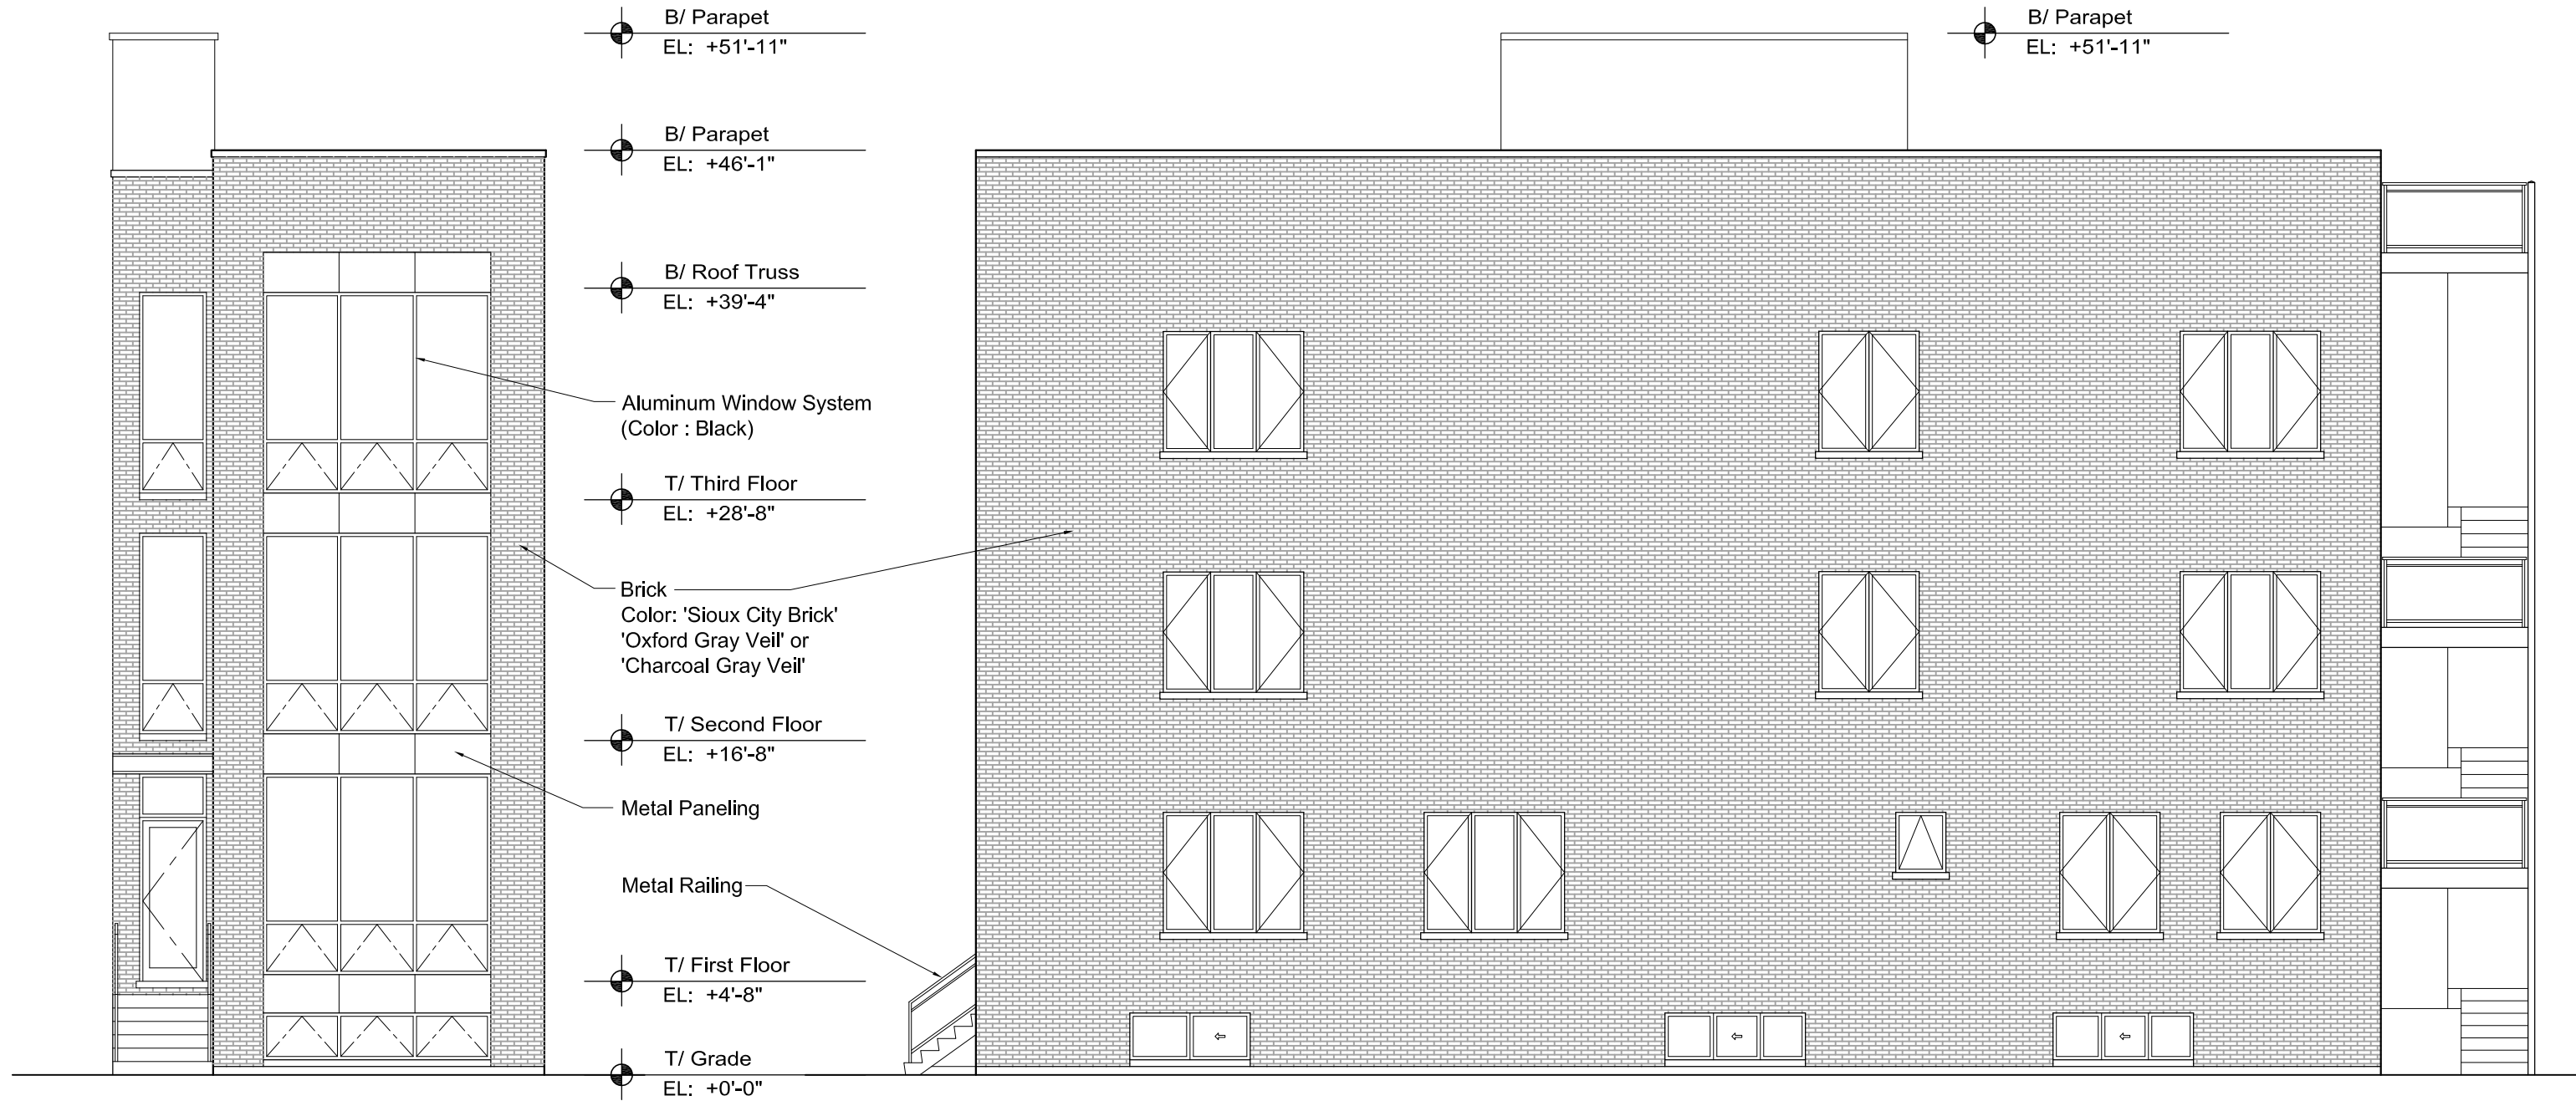 B/ Parapet
EL: +51'-11"
B/ Parapet
EL: +51'-11"
B/ Parapet
EL: +46'-1"
B/ Roof Truss
EL: +39'-4"
Aluminum Window System
(Color : Black)
T/ Third Floor
EL: +28'-8"
Brick
Color: 'Sioux City Brick'
'Oxford Gray Veil' or
'Charcoal Gray Veil'
T/ Second Floor
EL: +16'-8"
Metal Paneling
Metal Railing
T/ First Floor
EL: +4'-8"
T/ Grade
EL: +0'-0"